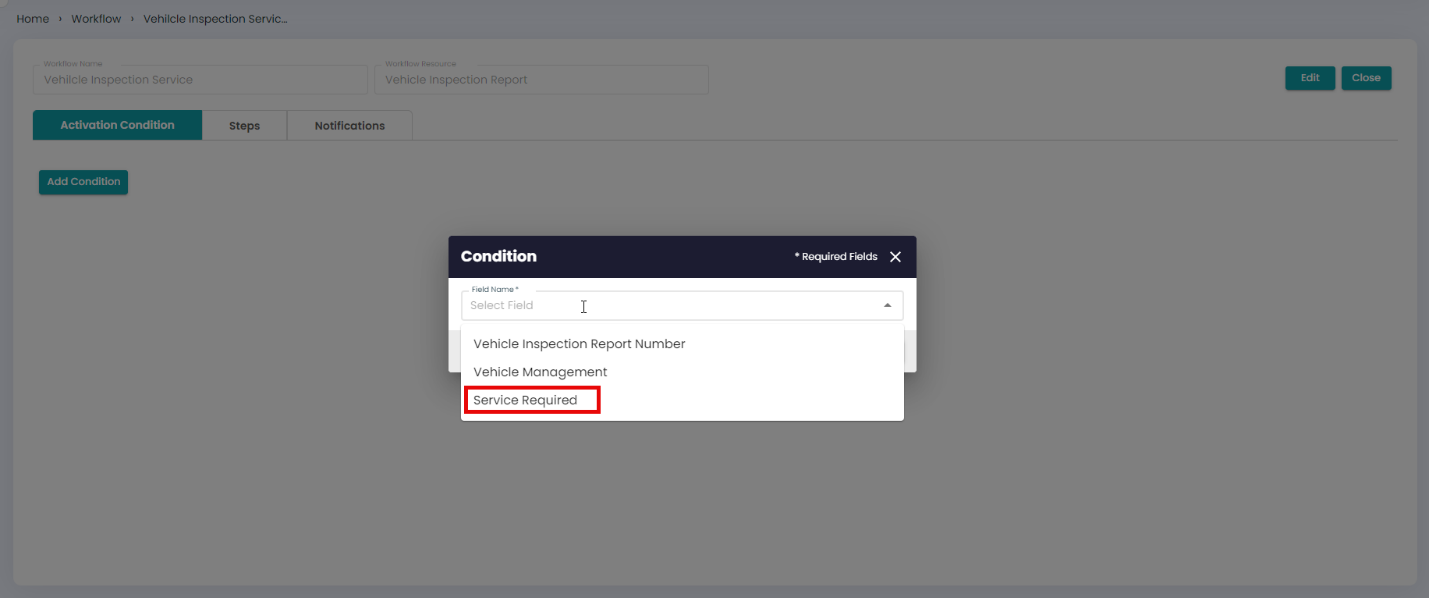 Home › Workflow › Vehilcle Inspection Servic...
Workflow Name
Vehilcle Inspection Service
Workflow Resource
Vehicle Inspection Report
Edit
Close
Activation Condition
Steps
Notifications
Add Condition
Condition
* Required Fields
Field Name *
Select Field
Vehicle Inspection Report Number
Vehicle Management
Service Required